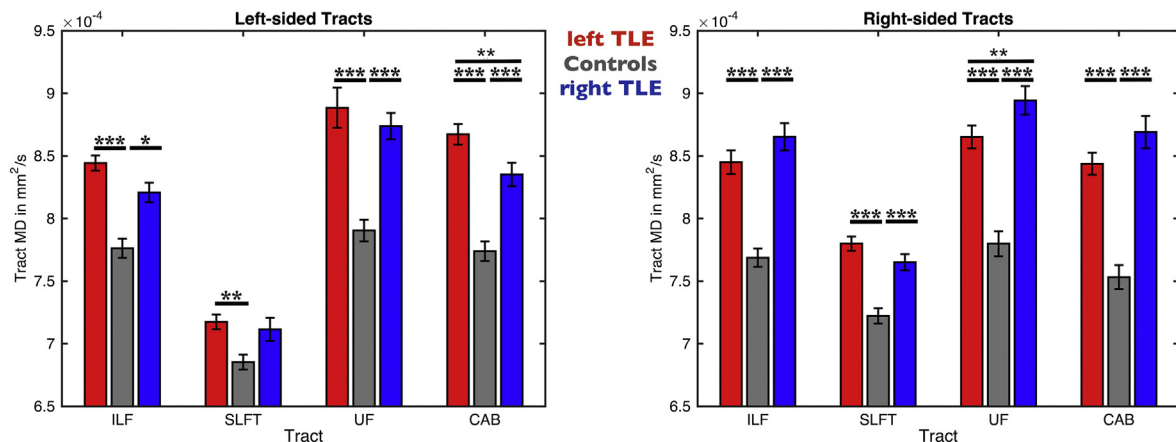 Left-sided Tracts
×10⁻⁴
9.5
9
8.5
8
7.5
7
6.5
Tract MD in mm²/s
*** *
**
*** ***
**
*** ***
ILF SLFT UF CAB
Tract
left TLE
Controls
right TLE
Right-sided Tracts
×10⁻⁴
9.5
9
8.5
8
7.5
7
6.5
Tract MD in mm²/s
*** ***
*** ***
**
*** ***
*** ***
ILF SLFT UF CAB
Tract